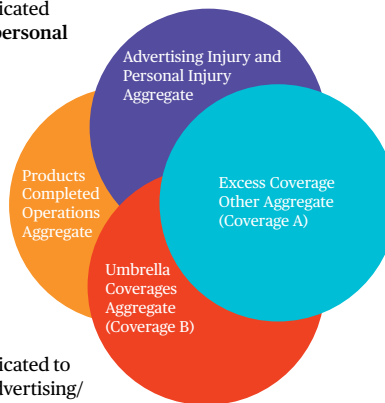 icated
personal
Advertising Injury and
Personal Injury
Aggregate
Products
Completed
Operations
Aggregate
Excess Coverage
Other Aggregate
(Coverage A)
Umbrella
Coverages
Aggregate
(Coverage B)
icated to
dvertising/